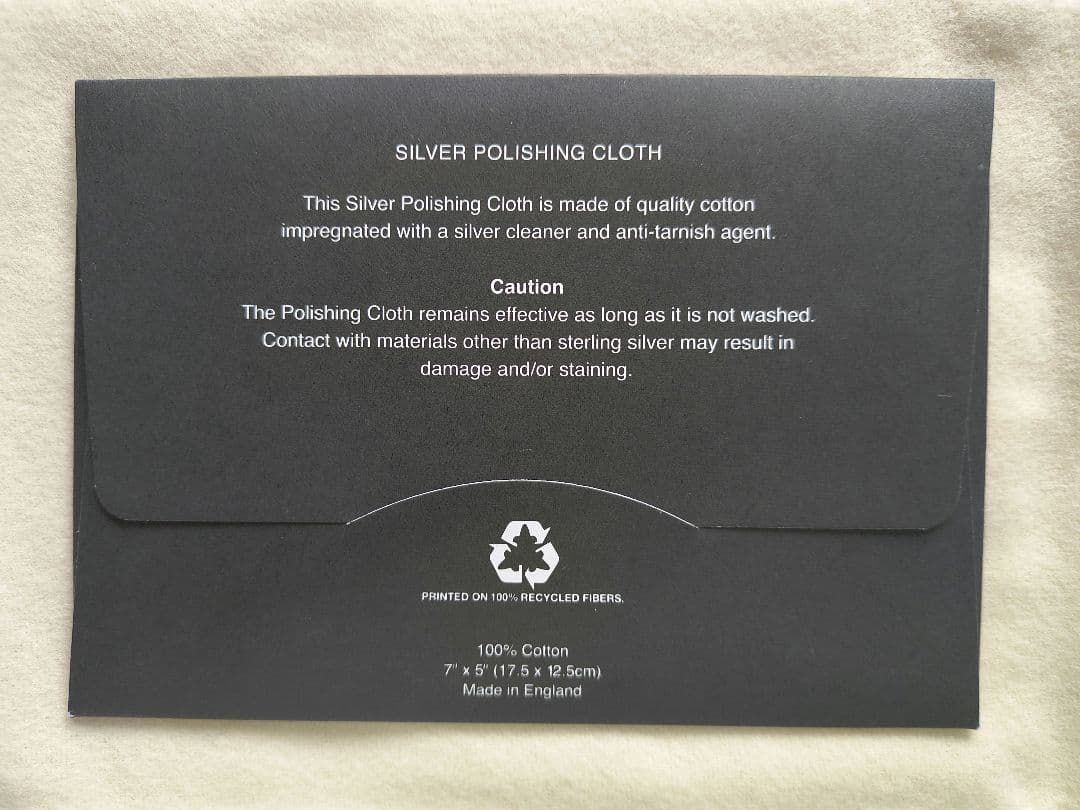 SILVER POLISHING CLOTH
This Silver Polishing Cloth is made of quality cotton
impregnated with a silver cleaner and anti-tarnish agent.
Caution
The Polishing Cloth remains effective as long as it is not washed.
Contact with materials other than sterling silver may result in
damage and/or staining.
PRINTED ON 100% RECYCLED FIBERS.
100% Cotton
7" x 5" (17.5 x 12.5cm)
Made in England